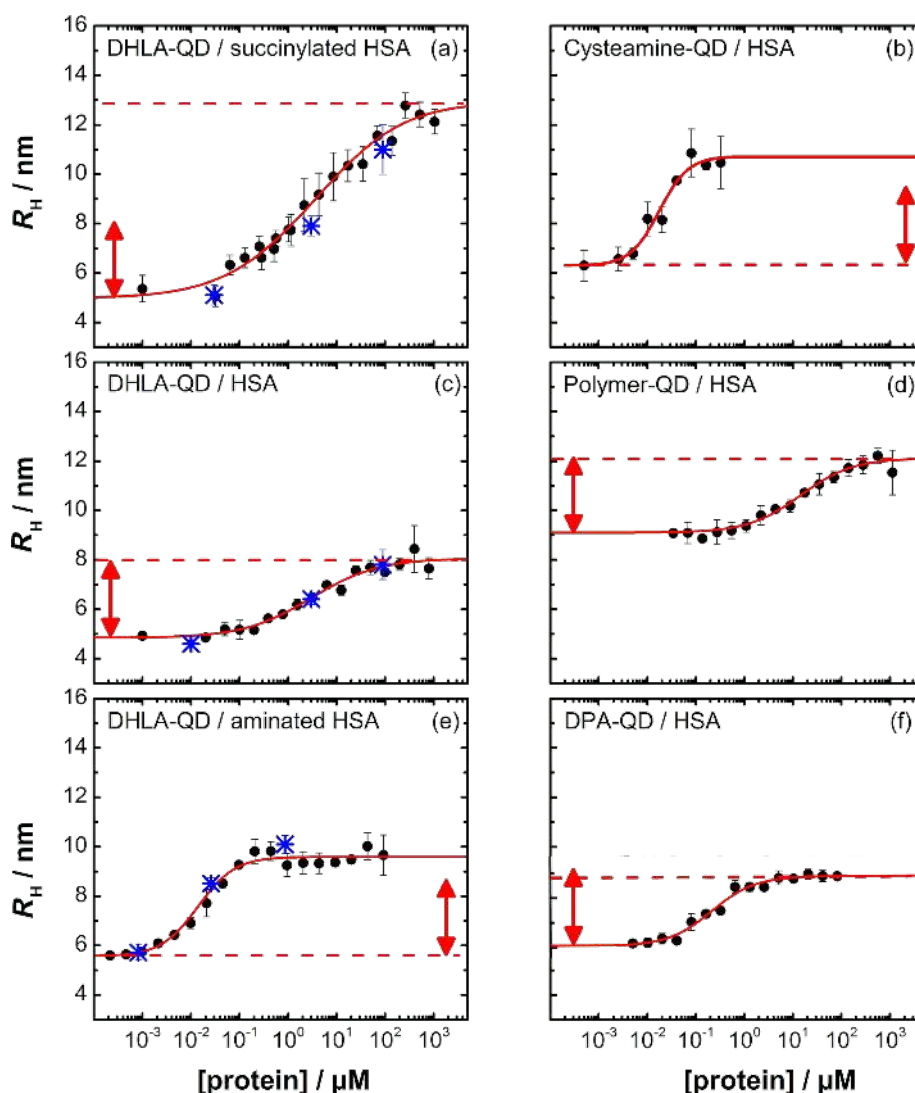 DHLA-QD / succinylated HSA (a)
16
14
12
10
8
6
4
R_H / nm
Cysteamine-QD / HSA (b)
DHLA-QD / HSA (c)
16
14
12
10
8
6
4
R_H / nm
Polymer-QD / HSA (d)
DHLA-QD / aminated HSA (e)
16
14
12
10
8
6
4
R_H / nm
10⁻³ 10⁻² 10⁻¹ 10⁰ 10¹ 10² 10³
[protein] / µM
DPA-QD / HSA (f)
10⁻³ 10⁻² 10⁻¹ 10⁰ 10¹ 10² 10³
[protein] / µM